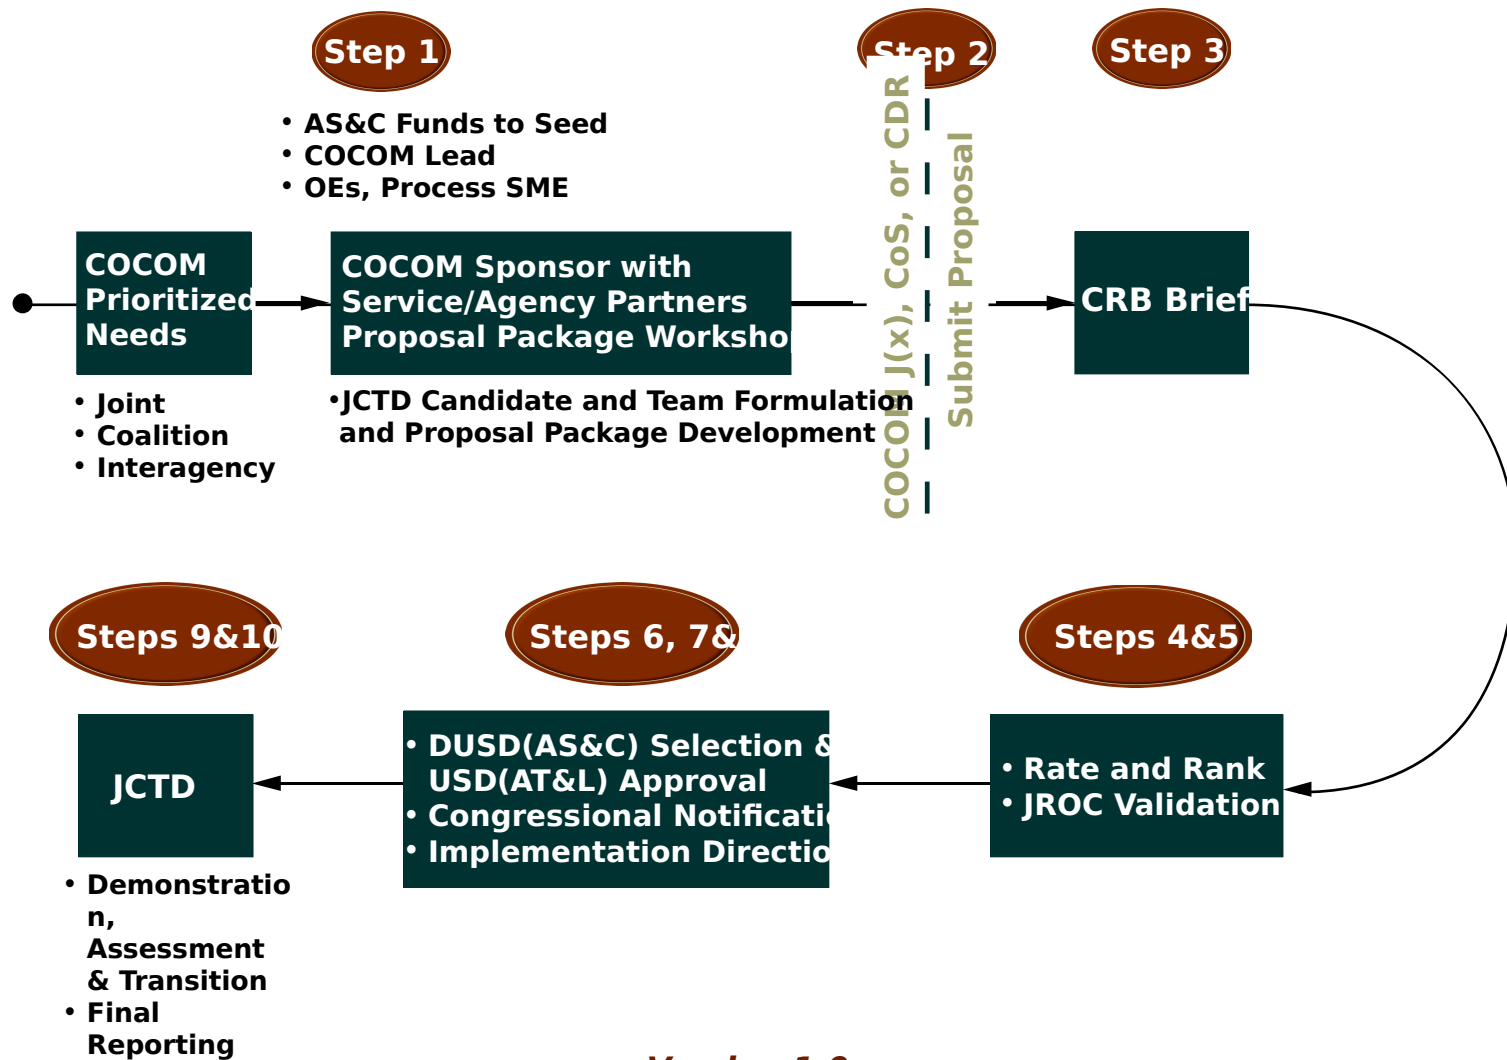 Step 1
Step 2
Step 3
• AS&C Funds to Seed
• COCOM Lead
• OEs, Process SME
COCOM
Prioritized
Needs
• Joint
• Coalition
• Interagency
COCOM Sponsor with
Service/Agency Partners
Proposal Package Worksho
•JCTD Candidate and Team Formulation
and Proposal Package Development
COCOM J(x), CoS, or CDR
Submit Proposal
CRB Brief
Steps 9&10
Steps 6, 7&
Steps 4&5
JCTD
• DUSD(AS&C) Selection &
USD(AT&L) Approval
• Congressional Notificatio
• Implementation Directio
• Rate and Rank
• JROC Validation
• Demonstratio
n,
Assessment
& Transition
• Final
Reporting